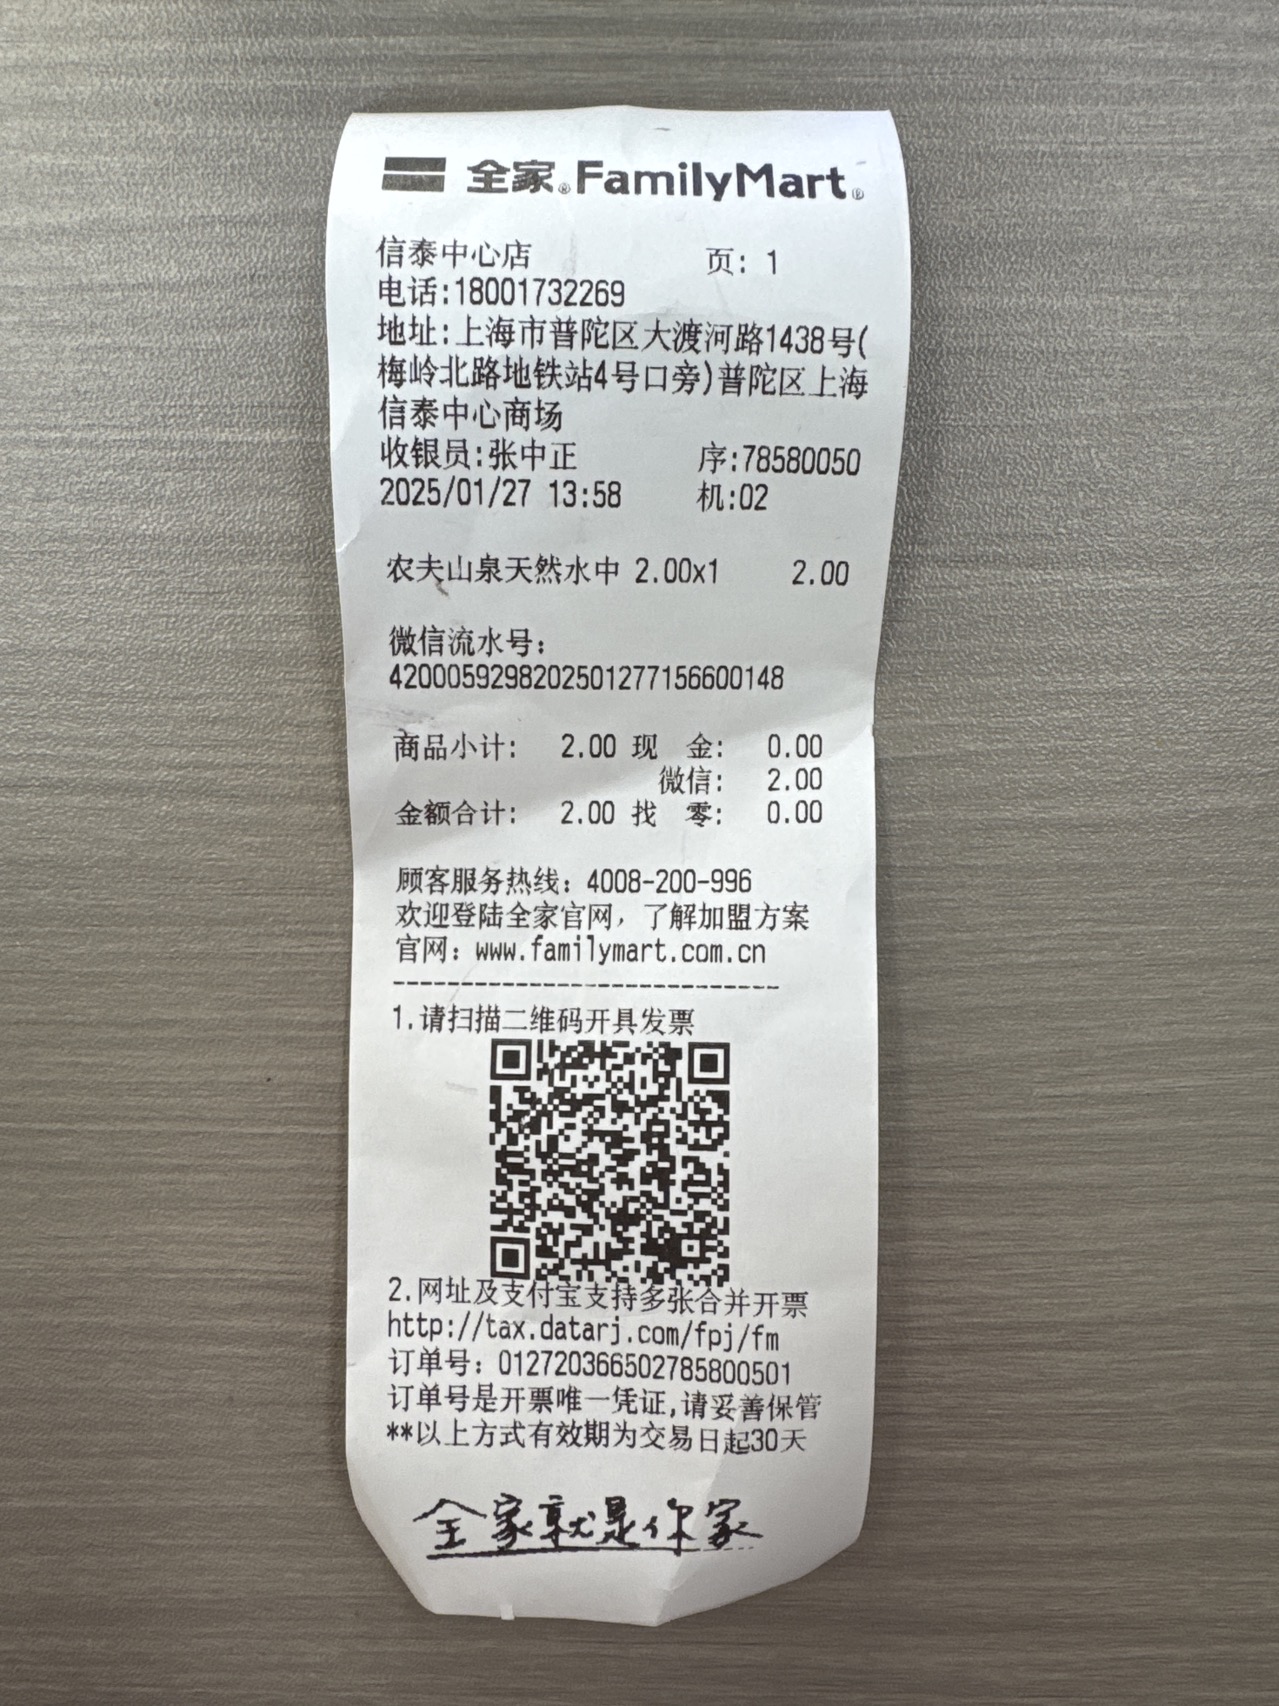 全家® FamilyMart®
信泰中心店 页: 1
电话:18001732269
地址:上海市普陀区大渡河路1438号(
梅岭北路地铁站4号口旁)普陀区上海
信泰中心商场
收银员:张中正 序:78580050
2025/01/27 13:58 机:02
农夫山泉天然水中 2.00x1 2.00
微信流水号:
4200059298202501277156600148
商品小计: 2.00 现 金: 0.00
微信: 2.00
金额合计: 2.00 找 零: 0.00
顾客服务热线: 4008-200-996
欢迎登陆全家官网, 了解加盟方案
官网: www.familymart.com.cn
----------------------------
1.请扫描二维码开具发票
2.网址及支付宝支持多张合并开票
http://tax.datarj.com/fpj/fm
订单号: 012720366502785800501
订单号是开票唯一凭证,请妥善保管
**以上方式有效期为交易日起30天
全家就是你家